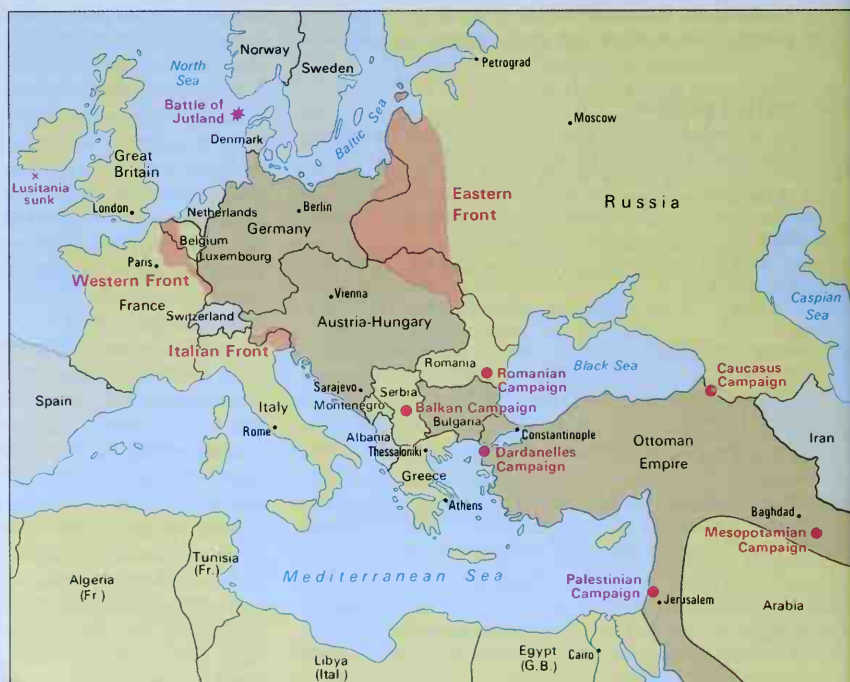 Norway
Sweden
North
Sea
Petrograd
Battle of
Jutland
Baltic Sea
Denmark
Moscow
Great
Britain
Lusitania
sunk
Eastern
Front
Russia
London
Netherlands
Berlin
Germany
Belgium
Luxembourg
Paris
Western Front
Vienna
France
Switzerland
Austria-Hungary
Caspian
Sea
Italian Front
Romania
Black Sea
Romanian
Campaign
Caucasus
Campaign
Spain
Sarajevo
Serbia
Montenegro
Balkan Campaign
Italy
Bulgaria
Rome
Albania
Constantinople
Ottoman
Empire
Iran
Thessaloniki
Dardanelles
Campaign
Greece
Athens
Baghdad
Mesopotamian
Campaign
Tunisia
(Fr.)
Mediterranean Sea
Algeria
(Fr)
Palestinian
Campaign
Jerusalem
Arabia
Libya
(Ital)
Egypt
(G.B.)
Cairo